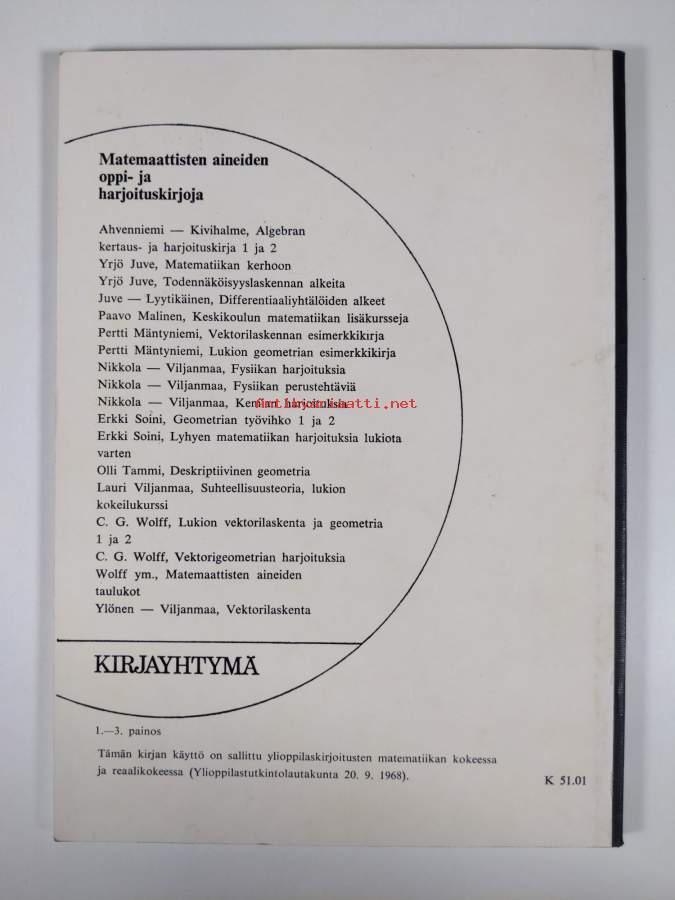 Matemaattisten aineiden
oppi- ja
harjoituskirjoja
Ahvenniemi — Kivihalme, Algebran
kertaus- ja harjoituskirja 1 ja 2
Yrjö Juve, Matematiikan kerhoon
Yrjö Juve, Todennäköisyyslaskennan alkeita
Juve — Lyytikäinen, Differentiaaliyhtälöiden alkeet
Paavo Malinen, Keskikoulun matematiikan lisäkursseja
Pertti Mäntyniemi, Vektorilaskennan esimerkkikirja
Pertti Mäntyniemi, Lukion geometrian esimerkkikirja
Nikkola — Viljanmaa, Fysiikan harjoituksia
Nikkola — Viljanmaa, Fysiikan perustehtäviä
Nikkola — Viljanmaa, Kemian harjoituksia
Antikvariaatti.net
Erkki Soini, Geometrian työvihko 1 ja 2
Erkki Soini, Lyhyen matematiikan harjoituksia lukiota
varten
Olli Tammi, Deskriptiivinen geometria
Lauri Viljanmaa, Suhteellisuusteoria, lukion
kokeilukurssi
C. G. Wolff, Lukion vektorilaskenta ja geometria
1 ja 2
C. G. Wolff, Vektorigeometrian harjoituksia
Wolff ym., Matemaattisten aineiden
taulukot
Ylönen — Viljanmaa, Vektorilaskenta
KIRJAYHTYMÄ
1.—3. painos
Tämän kirjan käyttö on sallittu ylioppilaskirjoitusten matematiikan kokeessa
ja reaalikokeessa (Ylioppilastutkintolautakunta 20. 9. 1968).
K 51.01